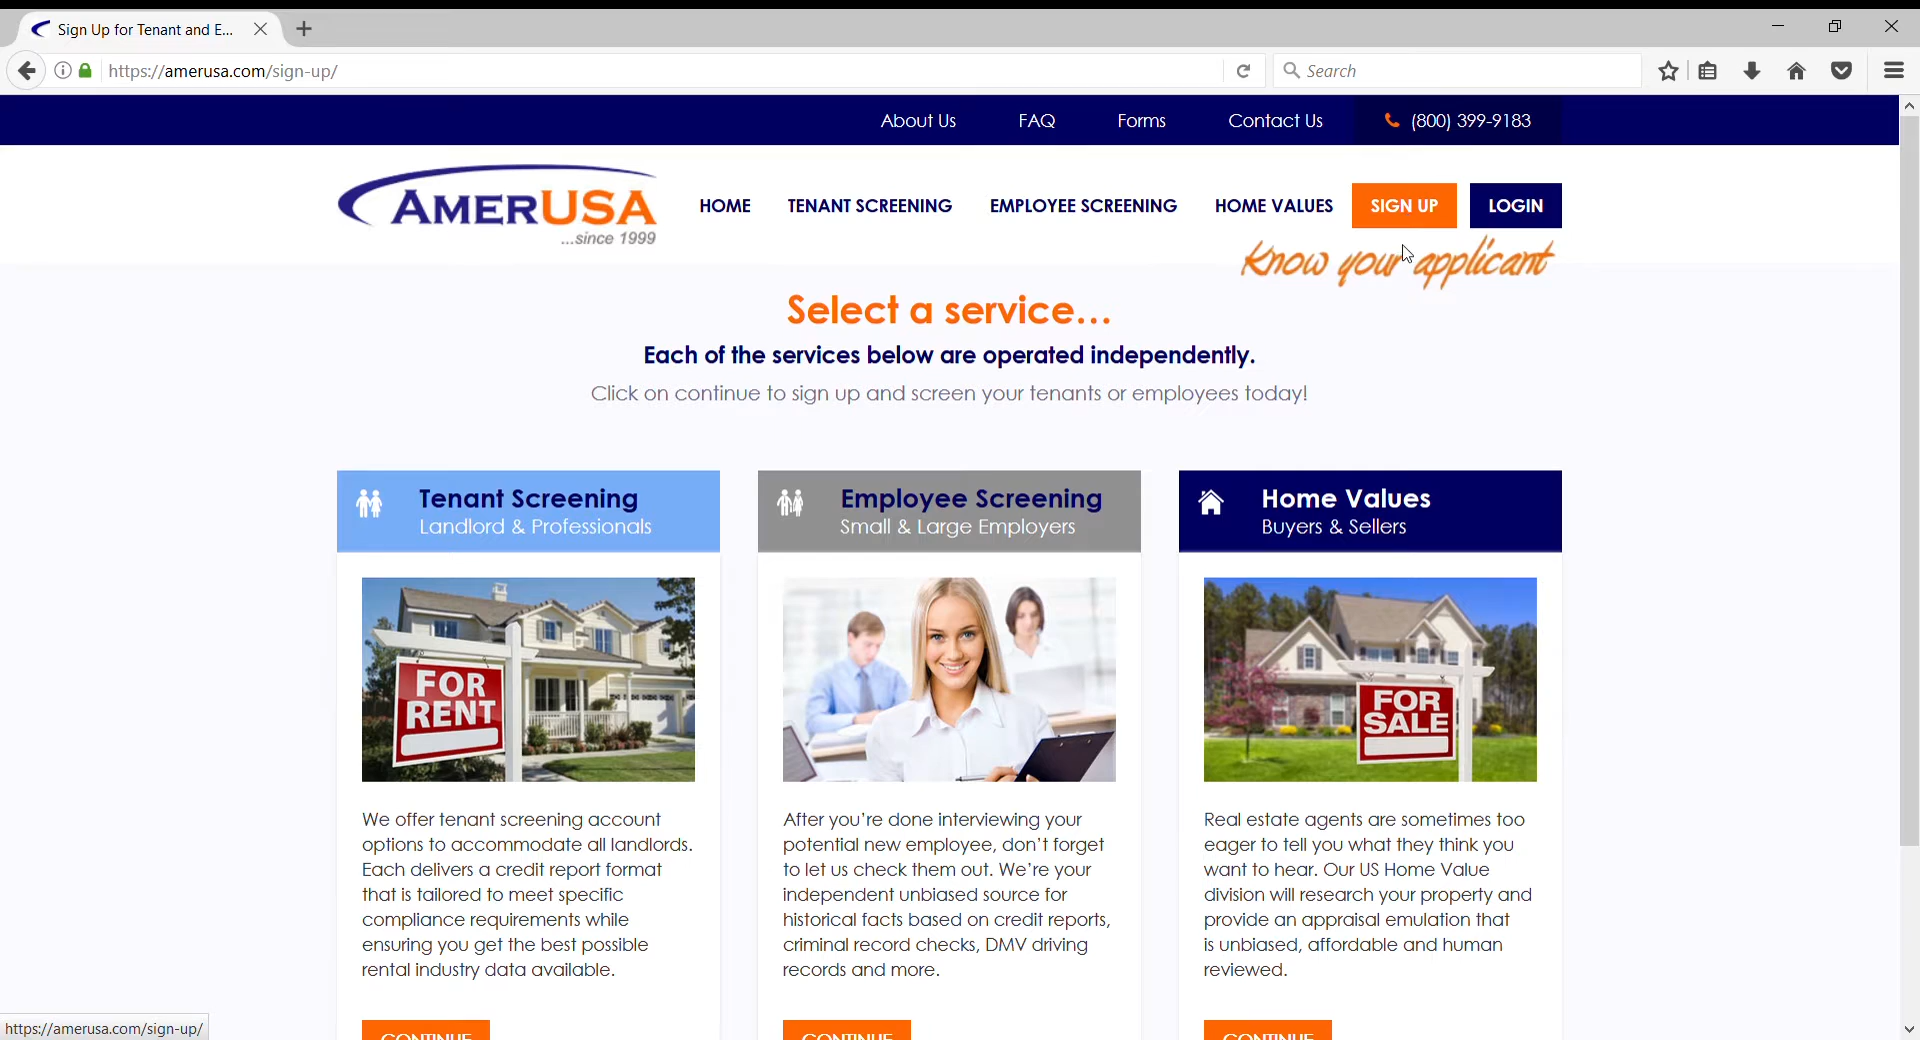 Sign Up for Tenant and E...
https://amerusa.com/sign-up/
Search
About Us
FAQ
Forms
Contact Us
(800) 399-9183
AMERUSA
...since 1999
HOME
TENANT SCREENING
EMPLOYEE SCREENING
HOME VALUES
SIGN UP
LOGIN
know your applicant
Select a service...
Each of the services below are operated independently.
Click on continue to sign up and screen your tenants or employees today!
Tenant Screening
Landlord & Professionals
FOR
RENT
We offer tenant screening account
options to accommodate all landlords.
Each delivers a credit report format
that is tailored to meet specific
compliance requirements while
ensuring you get the best possible
rental industry data available.
CONTINUE
Employee Screening
Small & Large Employers
After you're done interviewing your
potential new employee, don't forget
to let us check them out. We're your
independent unbiased source for
historical facts based on credit reports,
criminal record checks, DMV driving
records and more.
CONTINUE
Home Values
Buyers & Sellers
FOR
SALE
Real estate agents are sometimes too
eager to tell you what they think you
want to hear. Our US Home Value
division will research your property and
provide an appraisal emulation that
is unbiased, affordable and human
reviewed.
CONTINUE
https://amerusa.com/sign-up/